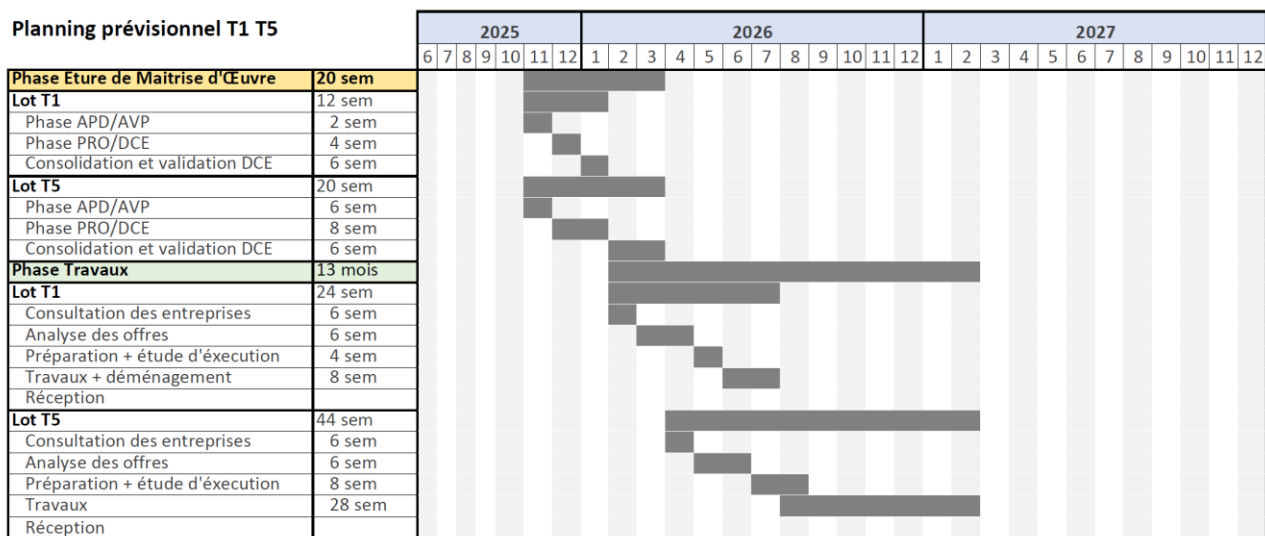 Planning prévisionnel T1 T5
2025 2026 2027
6 7 8 9 10 11 12 1 2 3 4 5 6 7 8 9 10 11 12 1 2 3 4 5 6 7 8 9 10 11 12
Phase Eture de Maitrise d'Œuvre 20 sem
Lot T1 12 sem
Phase APD/AVP 2 sem
Phase PRO/DCE 4 sem
Consolidation et validation DCE 6 sem
Lot T5 20 sem
Phase APD/AVP 6 sem
Phase PRO/DCE 8 sem
Consolidation et validation DCE 6 sem
Phase Travaux 13 mois
Lot T1 24 sem
Consultation des entreprises 6 sem
Analyse des offres 6 sem
Préparation + étude d'éxecution 4 sem
Travaux + déménagement 8 sem
Réception
Lot T5 44 sem
Consultation des entreprises 6 sem
Analyse des offres 6 sem
Préparation + étude d'éxecution 8 sem
Travaux 28 sem
Réception